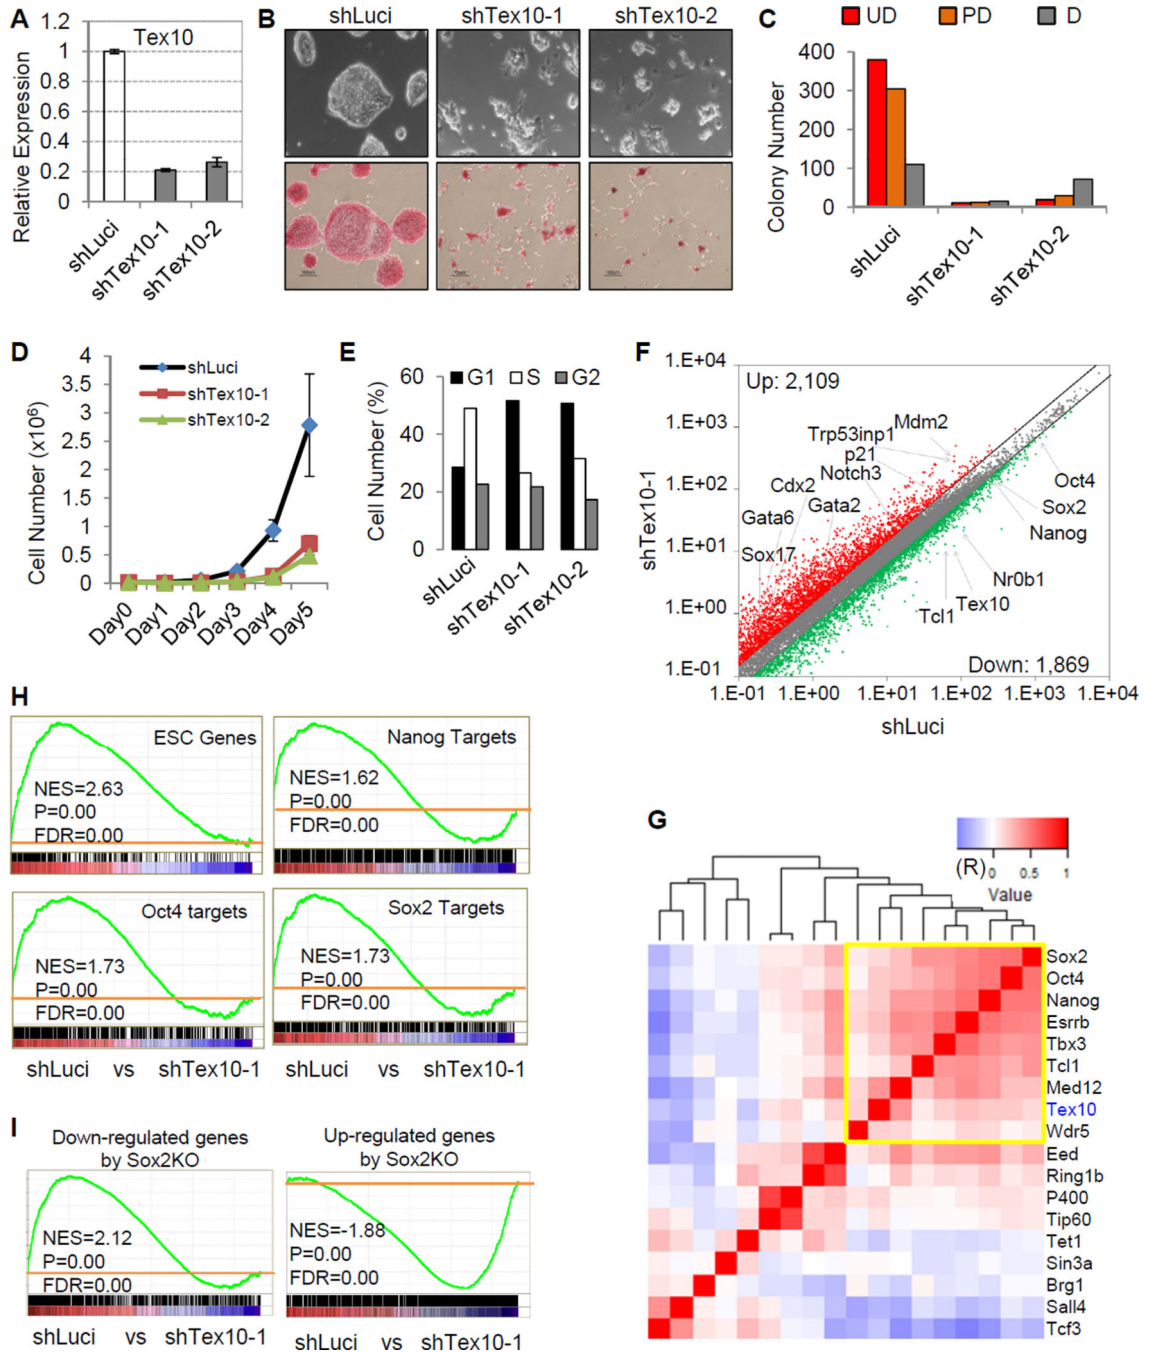 A
Tex10
Relative Expression
1.2
1
0.8
0.6
0.4
0.2
0
shLuci
shTex10-1
shTex10-2
B
shLuci
shTex10-1
shTex10-2
C
UD
PD
D
Colony Number
400
300
200
100
0
shLuci
shTex10-1
shTex10-2
D
Cell Number (x10⁶)
4
3.5
3
2.5
2
1.5
1
0.5
0
shLuci
shTex10-1
shTex10-2
Day0
Day1
Day2
Day3
Day4
Day5
E
Cell Number (%)
60
40
20
0
G1
S
G2
shLuci
shTex10-1
shTex10-2
F
shTex10-1
1.E+04
1.E+03
1.E+02
1.E+01
1.E+00
1.E-01
Up: 2,109
Mdm2
Trp53inp1
p21
Notch3
Cdx2
Gata2
Gata6
Sox17
Oct4
Sox2
Nanog
Nr0b1
Tex10
Tcl1
Down: 1,869
1.E-01
1.E+00
1.E+01
1.E+02
1.E+03
1.E+04
shLuci
H
ESC Genes
NES=2.63
P=0.00
FDR=0.00
Nanog Targets
NES=1.62
P=0.00
FDR=0.00
Oct4 targets
NES=1.73
P=0.00
FDR=0.00
Sox2 Targets
NES=1.73
P=0.00
FDR=0.00
shLuci vs shTex10-1
shLuci vs shTex10-1
G
(R)
0
0.5
1
Value
Sox2
Oct4
Nanog
Esrrb
Tbx3
Tcl1
Med12
Tex10
Wdr5
Eed
Ring1b
P400
Tip60
Tet1
Sin3a
Brg1
Sall4
Tcf3
I
Down-regulated genes
by Sox2KO
NES=2.12
P=0.00
FDR=0.00
shLuci vs shTex10-1
Up-regulated genes
by Sox2KO
NES=-1.88
P=0.00
FDR=0.00
shLuci vs shTex10-1